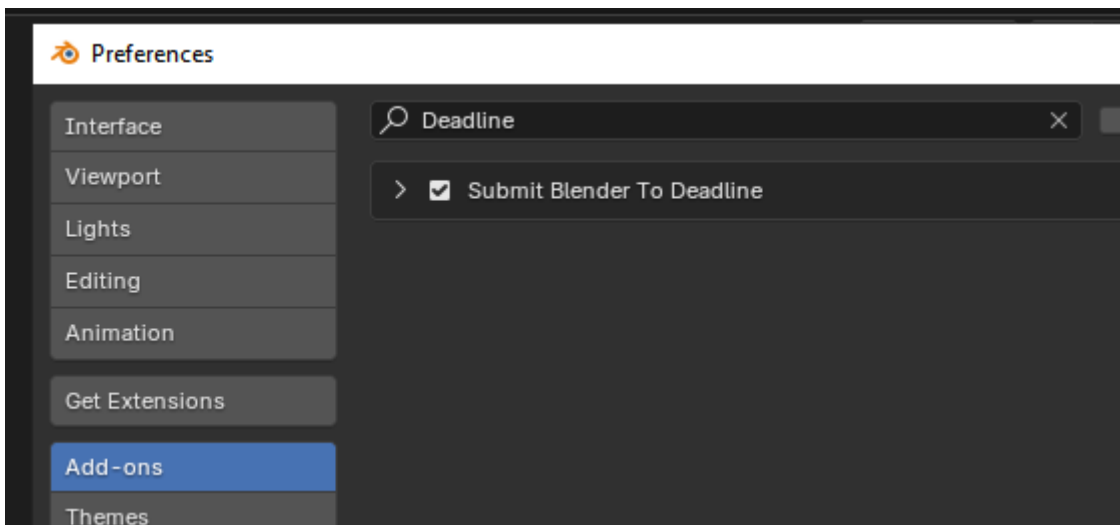 Preferences
Interface
Viewport
Lights
Editing
Animation
Get Extensions
Add-ons
Themes
Deadline
Submit Blender To Deadline